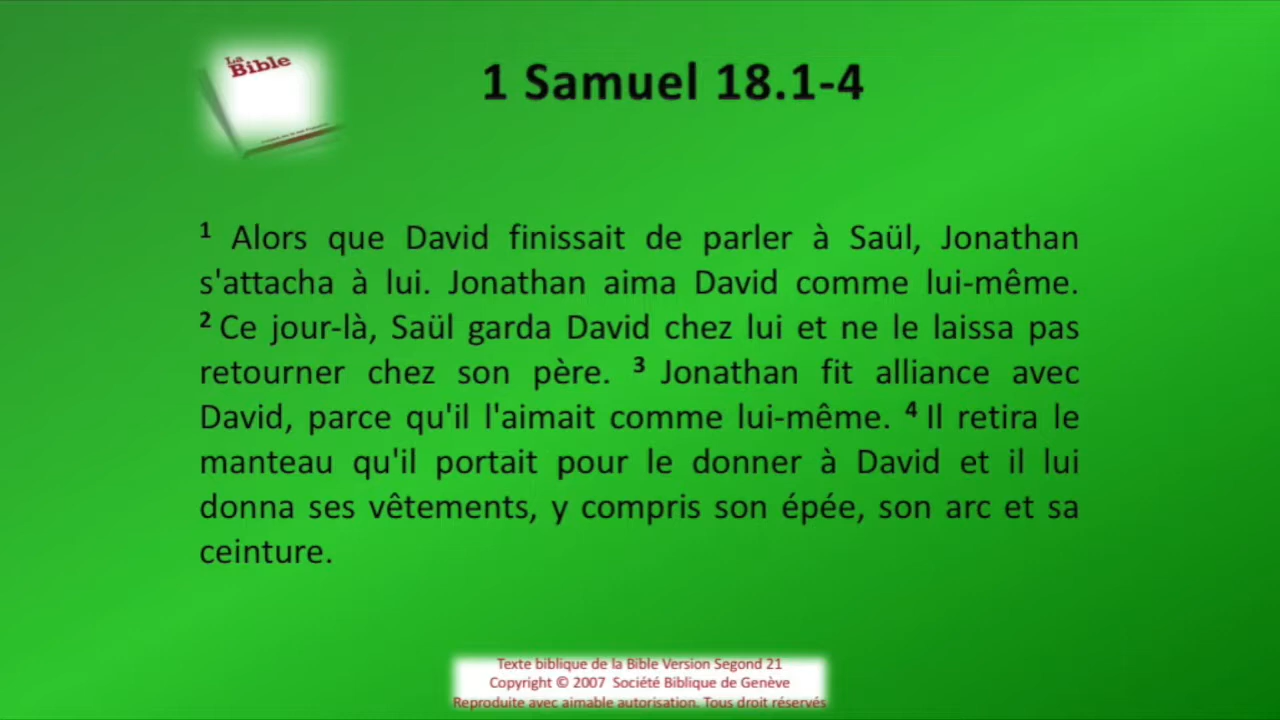 La
Bible
1 Samuel 18.1-4
1 Alors que David finissait de parler à Saül, Jonathan
s'attacha à lui. Jonathan aima David comme lui-même.
2 Ce jour-là, Saül garda David chez lui et ne le laissa pas
retourner chez son père. 3 Jonathan fit alliance avec
David, parce qu'il l'aimait comme lui-même. 4 Il retira le
manteau qu'il portait pour le donner à David et il lui
donna ses vêtements, y compris son épée, son arc et sa
ceinture.
Texte biblique de la Bible Version Segond 21
Copyright © 2007 Société Biblique de Genève
Reproduite avec aimable autorisation. Tous droit réservés